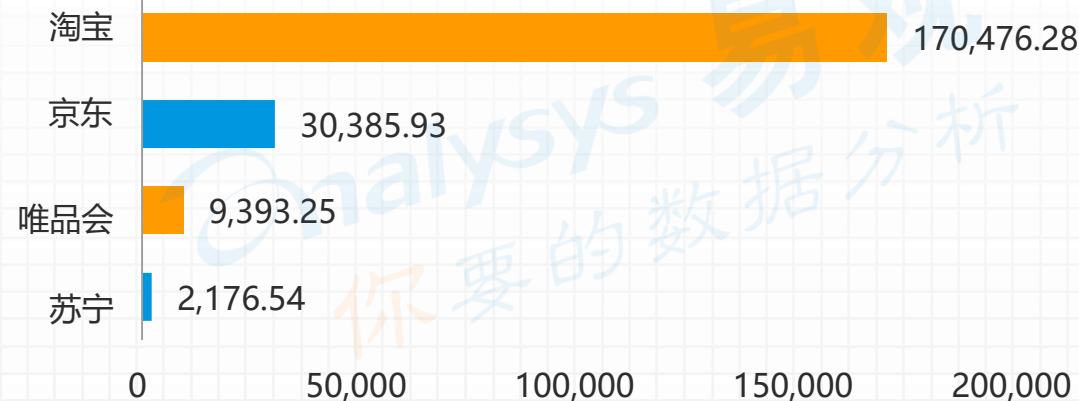 淘宝 170,476.28
京东 30,385.93
唯品会 9,393.25
苏宁 2,176.54
0 50,000 100,000 150,000 200,000
analysys 易观
你要的数据分析